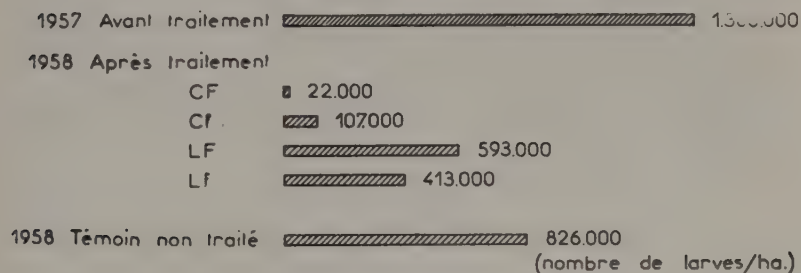 1957 Avant traitement
1958 Après traitement
CF 22.000
Cf 107.000
LF 593.000
Lf 413.000
1958 Témoin non traité 826.000
(nombre de larves/ha.)